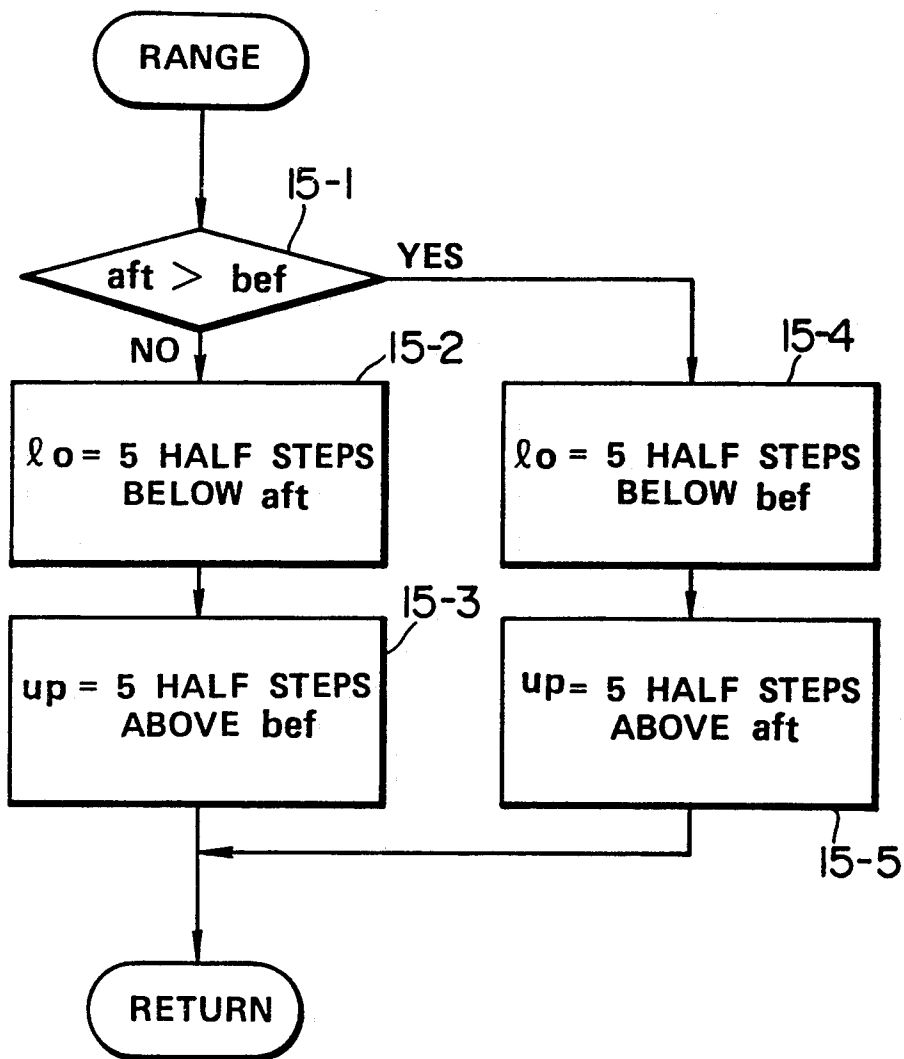 RANGE
15-1
aft > bef
YES
NO
15-2
ℓo = 5 HALF STEPS
BELOW aft
15-4
ℓo = 5 HALF STEPS
BELOW bef
15-3
up = 5 HALF STEPS
ABOVE bef
up = 5 HALF STEPS
ABOVE aft
15-5
RETURN